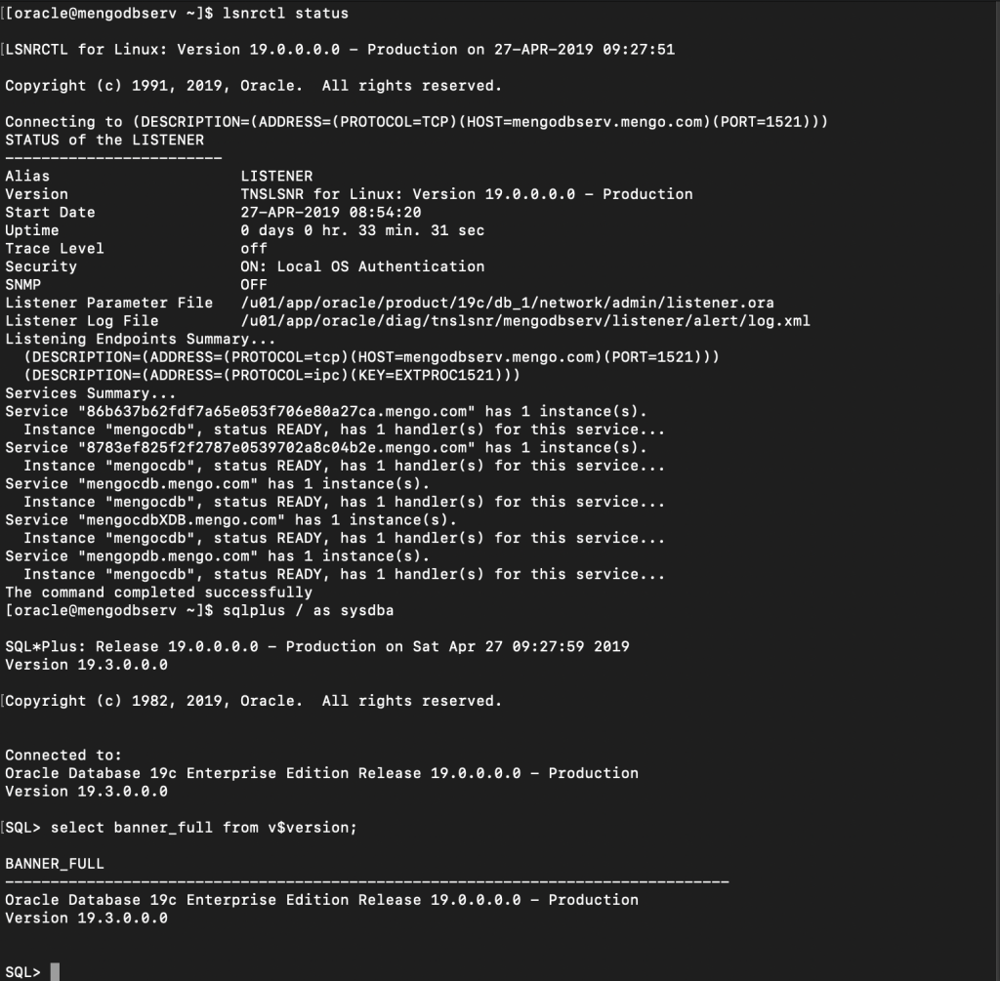 [[oracle@mengodbserv ~]$ lsnrctl status
[LSNRCTL for Linux: Version 19.0.0.0.0 - Production on 27-APR-2019 09:27:51
Copyright (c) 1991, 2019, Oracle.  All rights reserved.
Connecting to (DESCRIPTION=(ADDRESS=(PROTOCOL=TCP)(HOST=mengodbserv.mengo.com)(PORT=1521)))
STATUS of the LISTENER
------------------------
Alias                     LISTENER
Version                   TNSLSNR for Linux: Version 19.0.0.0.0 - Production
Start Date                27-APR-2019 08:54:20
Uptime                    0 days 0 hr. 33 min. 31 sec
Trace Level               off
Security                  ON: Local OS Authentication
SNMP                      OFF
Listener Parameter File   /u01/app/oracle/product/19c/db_1/network/admin/listener.ora
Listener Log File         /u01/app/oracle/diag/tnslsnr/mengodbserv/listener/alert/log.xml
Listening Endpoints Summary...
  (DESCRIPTION=(ADDRESS=(PROTOCOL=tcp)(HOST=mengodbserv.mengo.com)(PORT=1521)))
  (DESCRIPTION=(ADDRESS=(PROTOCOL=ipc)(KEY=EXTPROC1521)))
Services Summary...
Service "86b637b62fdf7a65e053f706e80a27ca.mengo.com" has 1 instance(s).
  Instance "mengocdb", status READY, has 1 handler(s) for this service...
Service "8783ef825f2f2787e0539702a8c04b2e.mengo.com" has 1 instance(s).
  Instance "mengocdb", status READY, has 1 handler(s) for this service...
Service "mengocdb.mengo.com" has 1 instance(s).
  Instance "mengocdb", status READY, has 1 handler(s) for this service...
Service "mengocdbXDB.mengo.com" has 1 instance(s).
  Instance "mengocdb", status READY, has 1 handler(s) for this service...
Service "mengopdb.mengo.com" has 1 instance(s).
  Instance "mengocdb", status READY, has 1 handler(s) for this service...
The command completed successfully
[oracle@mengodbserv ~]$ sqlplus / as sysdba
SQL*Plus: Release 19.0.0.0.0 - Production on Sat Apr 27 09:27:59 2019
Version 19.3.0.0.0
[Copyright (c) 1982, 2019, Oracle.  All rights reserved.
Connected to:
Oracle Database 19c Enterprise Edition Release 19.0.0.0.0 - Production
Version 19.3.0.0.0
[SQL> select banner_full from v$version;
BANNER_FULL
--------------------------------------------------------------------------------
Oracle Database 19c Enterprise Edition Release 19.0.0.0.0 - Production
Version 19.3.0.0.0
SQL>